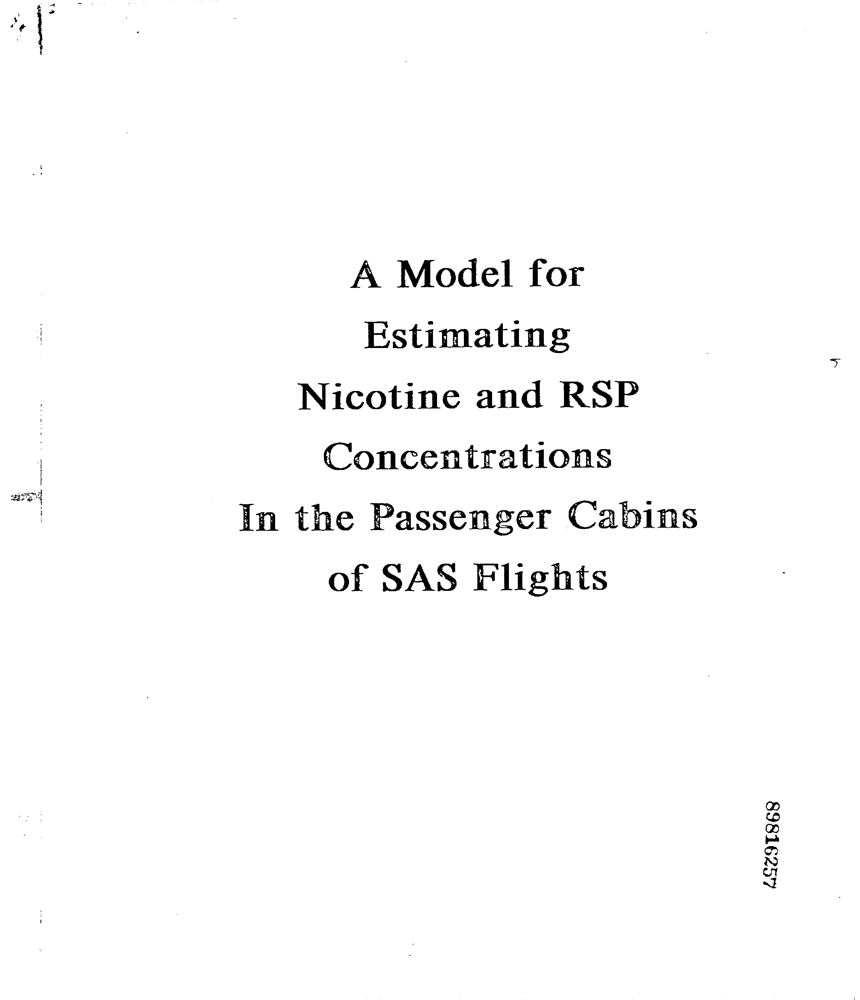 A Model for
Estimating
Nicotine and RSP
Concentrations
In the Passenger Cabins
of SAS Flights
89816257